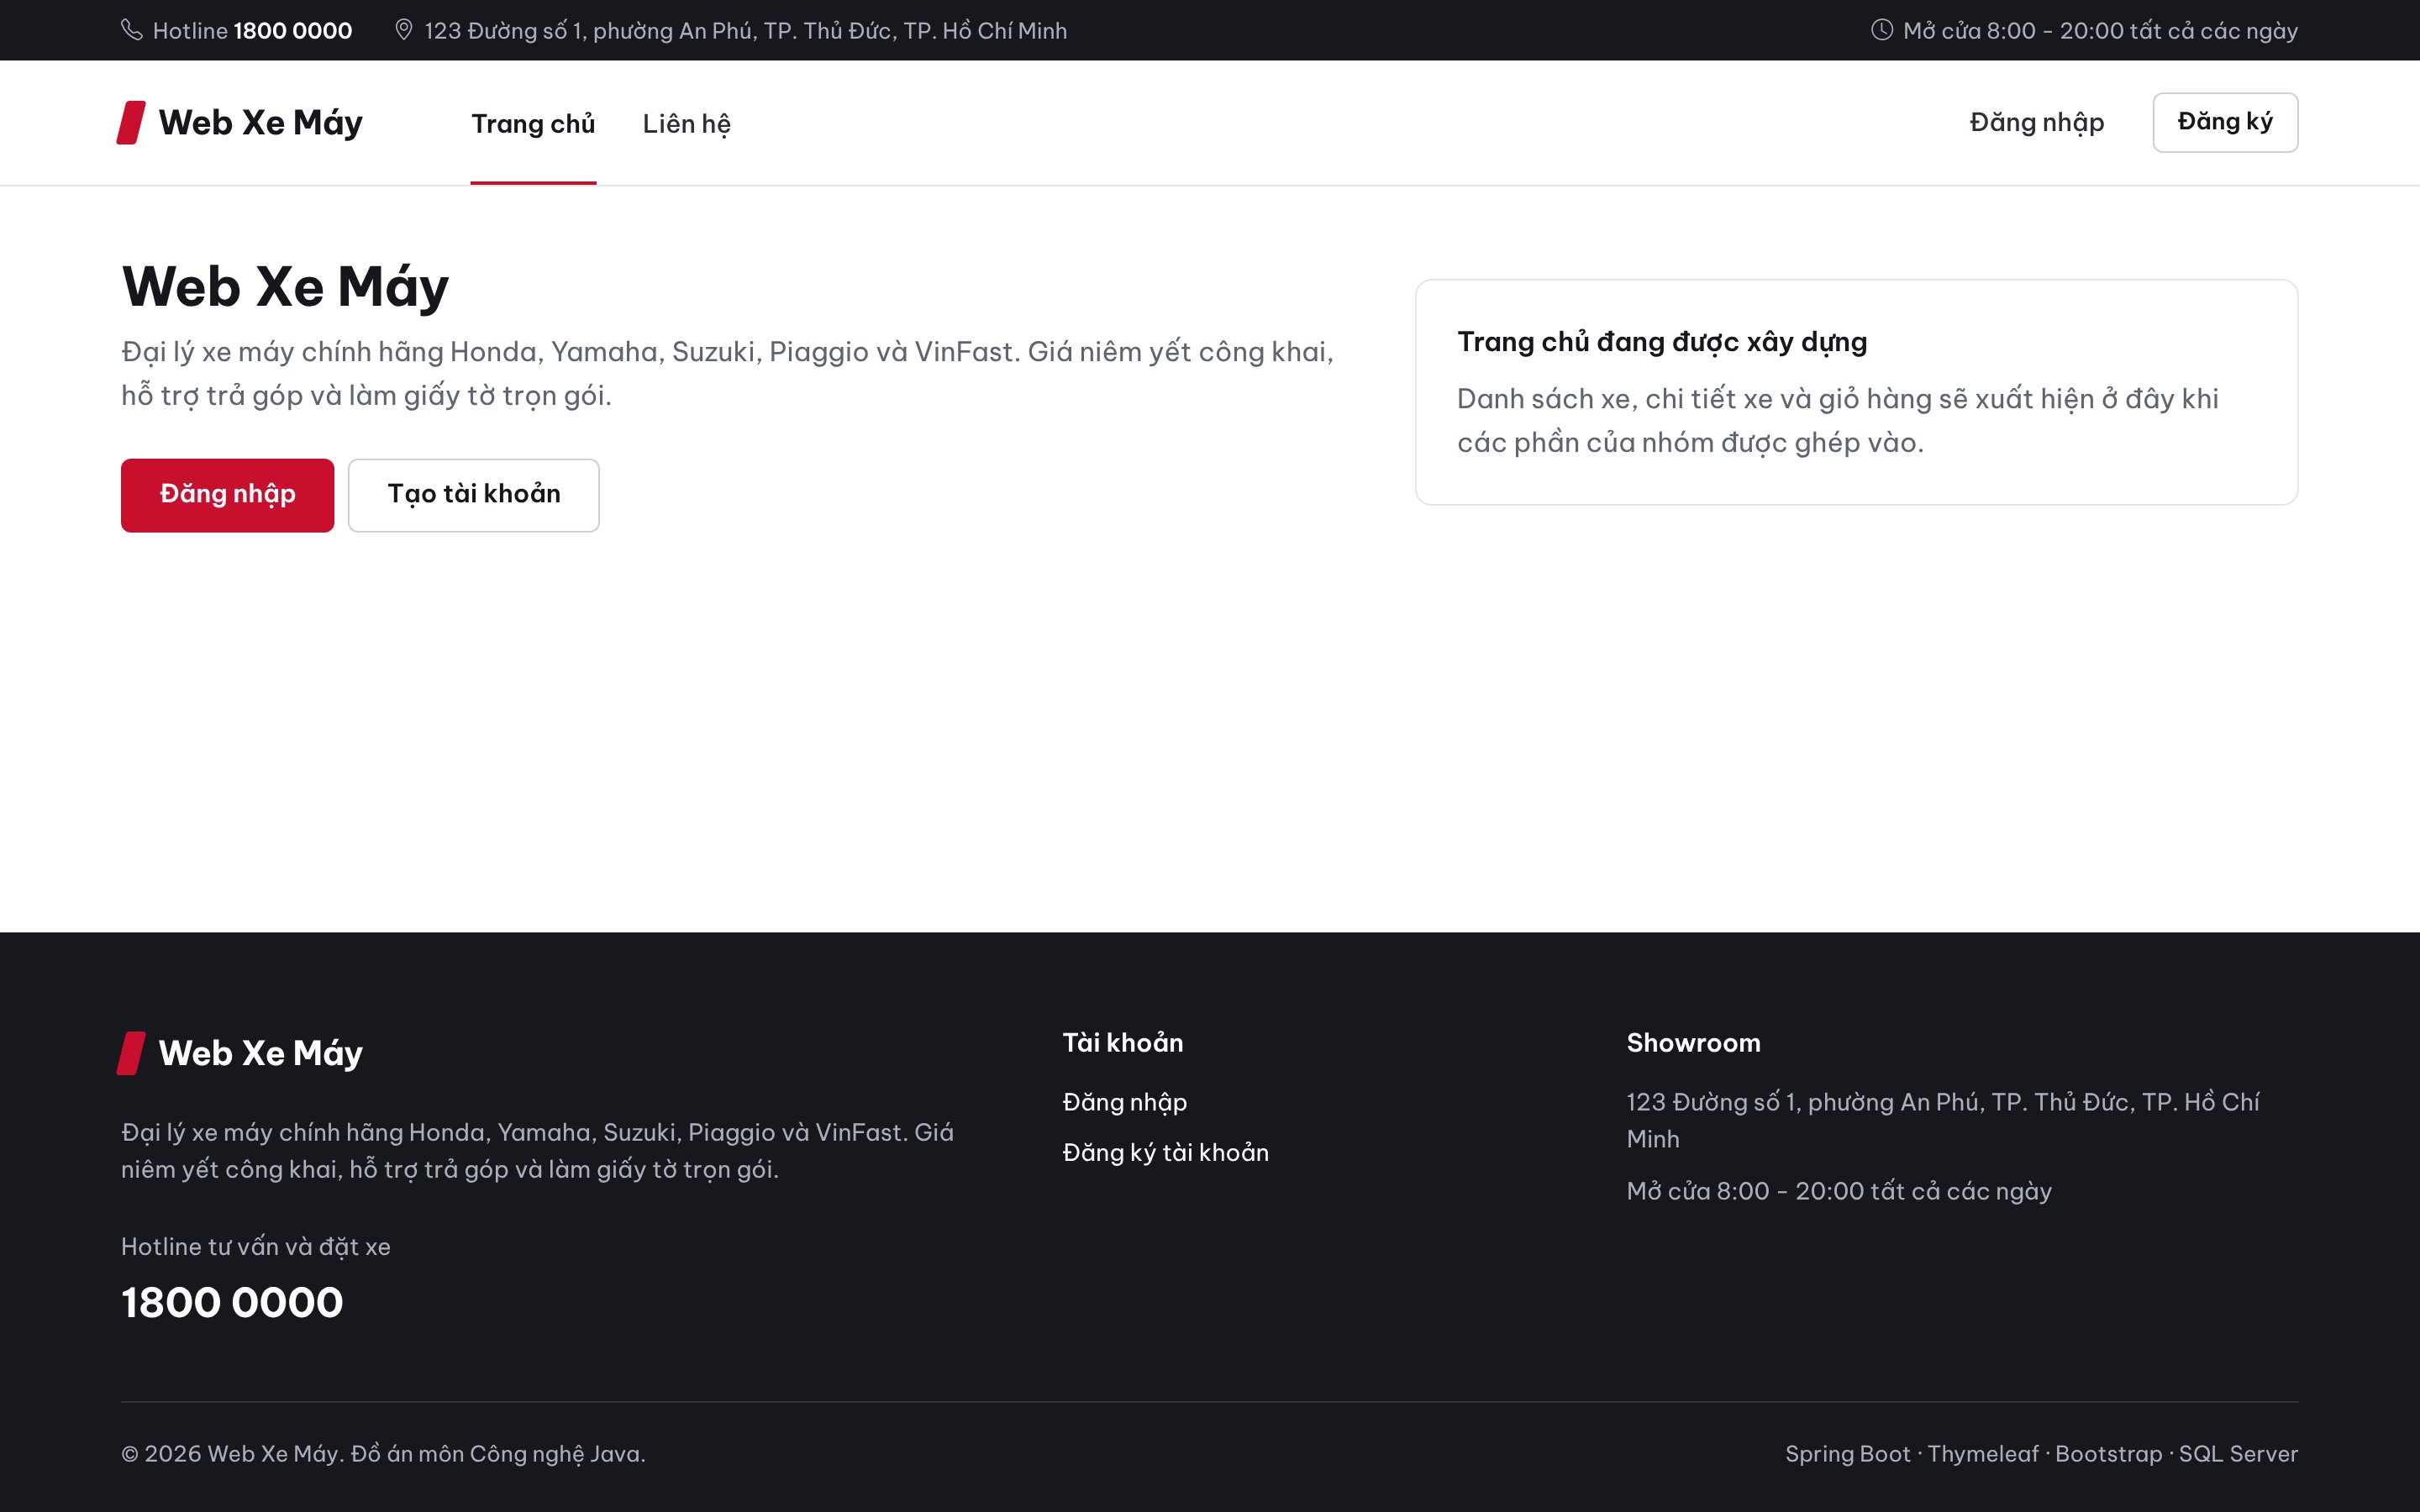 Hotline 1800 0000
123 Đường số 1, phường An Phú, TP. Thủ Đức, TP. Hồ Chí Minh
Mở cửa 8:00 - 20:00 tất cả các ngày
Web Xe Máy
Trang chủ
Liên hệ
Đăng nhập
Đăng ký
Web Xe Máy
Đại lý xe máy chính hãng Honda, Yamaha, Suzuki, Piaggio và VinFast. Giá niêm yết công khai,
hỗ trợ trả góp và làm giấy tờ trọn gói.
Đăng nhập
Tạo tài khoản
Trang chủ đang được xây dựng
Danh sách xe, chi tiết xe và giỏ hàng sẽ xuất hiện ở đây khi
các phần của nhóm được ghép vào.
Web Xe Máy
Đại lý xe máy chính hãng Honda, Yamaha, Suzuki, Piaggio và VinFast. Giá
niêm yết công khai, hỗ trợ trả góp và làm giấy tờ trọn gói.
Hotline tư vấn và đặt xe
1800 0000
Tài khoản
Đăng nhập
Đăng ký tài khoản
Showroom
123 Đường số 1, phường An Phú, TP. Thủ Đức, TP. Hồ Chí
Minh
Mở cửa 8:00 - 20:00 tất cả các ngày
© 2026 Web Xe Máy. Đồ án môn Công nghệ Java.
Spring Boot · Thymeleaf · Bootstrap · SQL Server